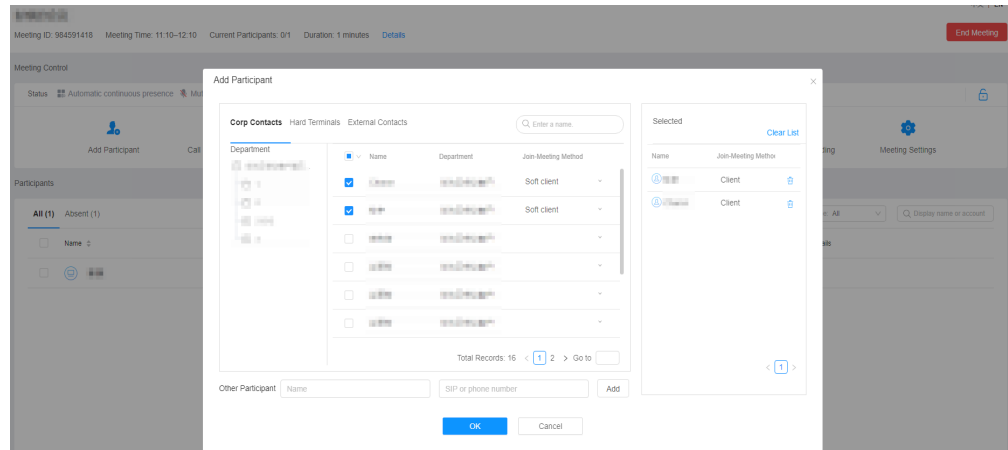 EN
Meeting ID: 984591418 Meeting Time: 11:10–12:10 Current Participants: 0/1 Duration: 1 minutes Details
End Meeting
Meeting Control
Status Automatic continuous presence
Add Participant
Call
Meeting Settings
Participants
All (1) Absent (1)
All
Display name or account
Name
Add Participant
Corp Contacts Hard Terminals External Contacts
Enter a name.
Department
Name Department Join-Meeting Method
Soft client
Soft client
Total Records: 16 < 1 2 > Go to
Selected
Clear List
Name Join-Meeting Method
Client
Client
< 1 >
Other Participant Name SIP or phone number Add
OK Cancel